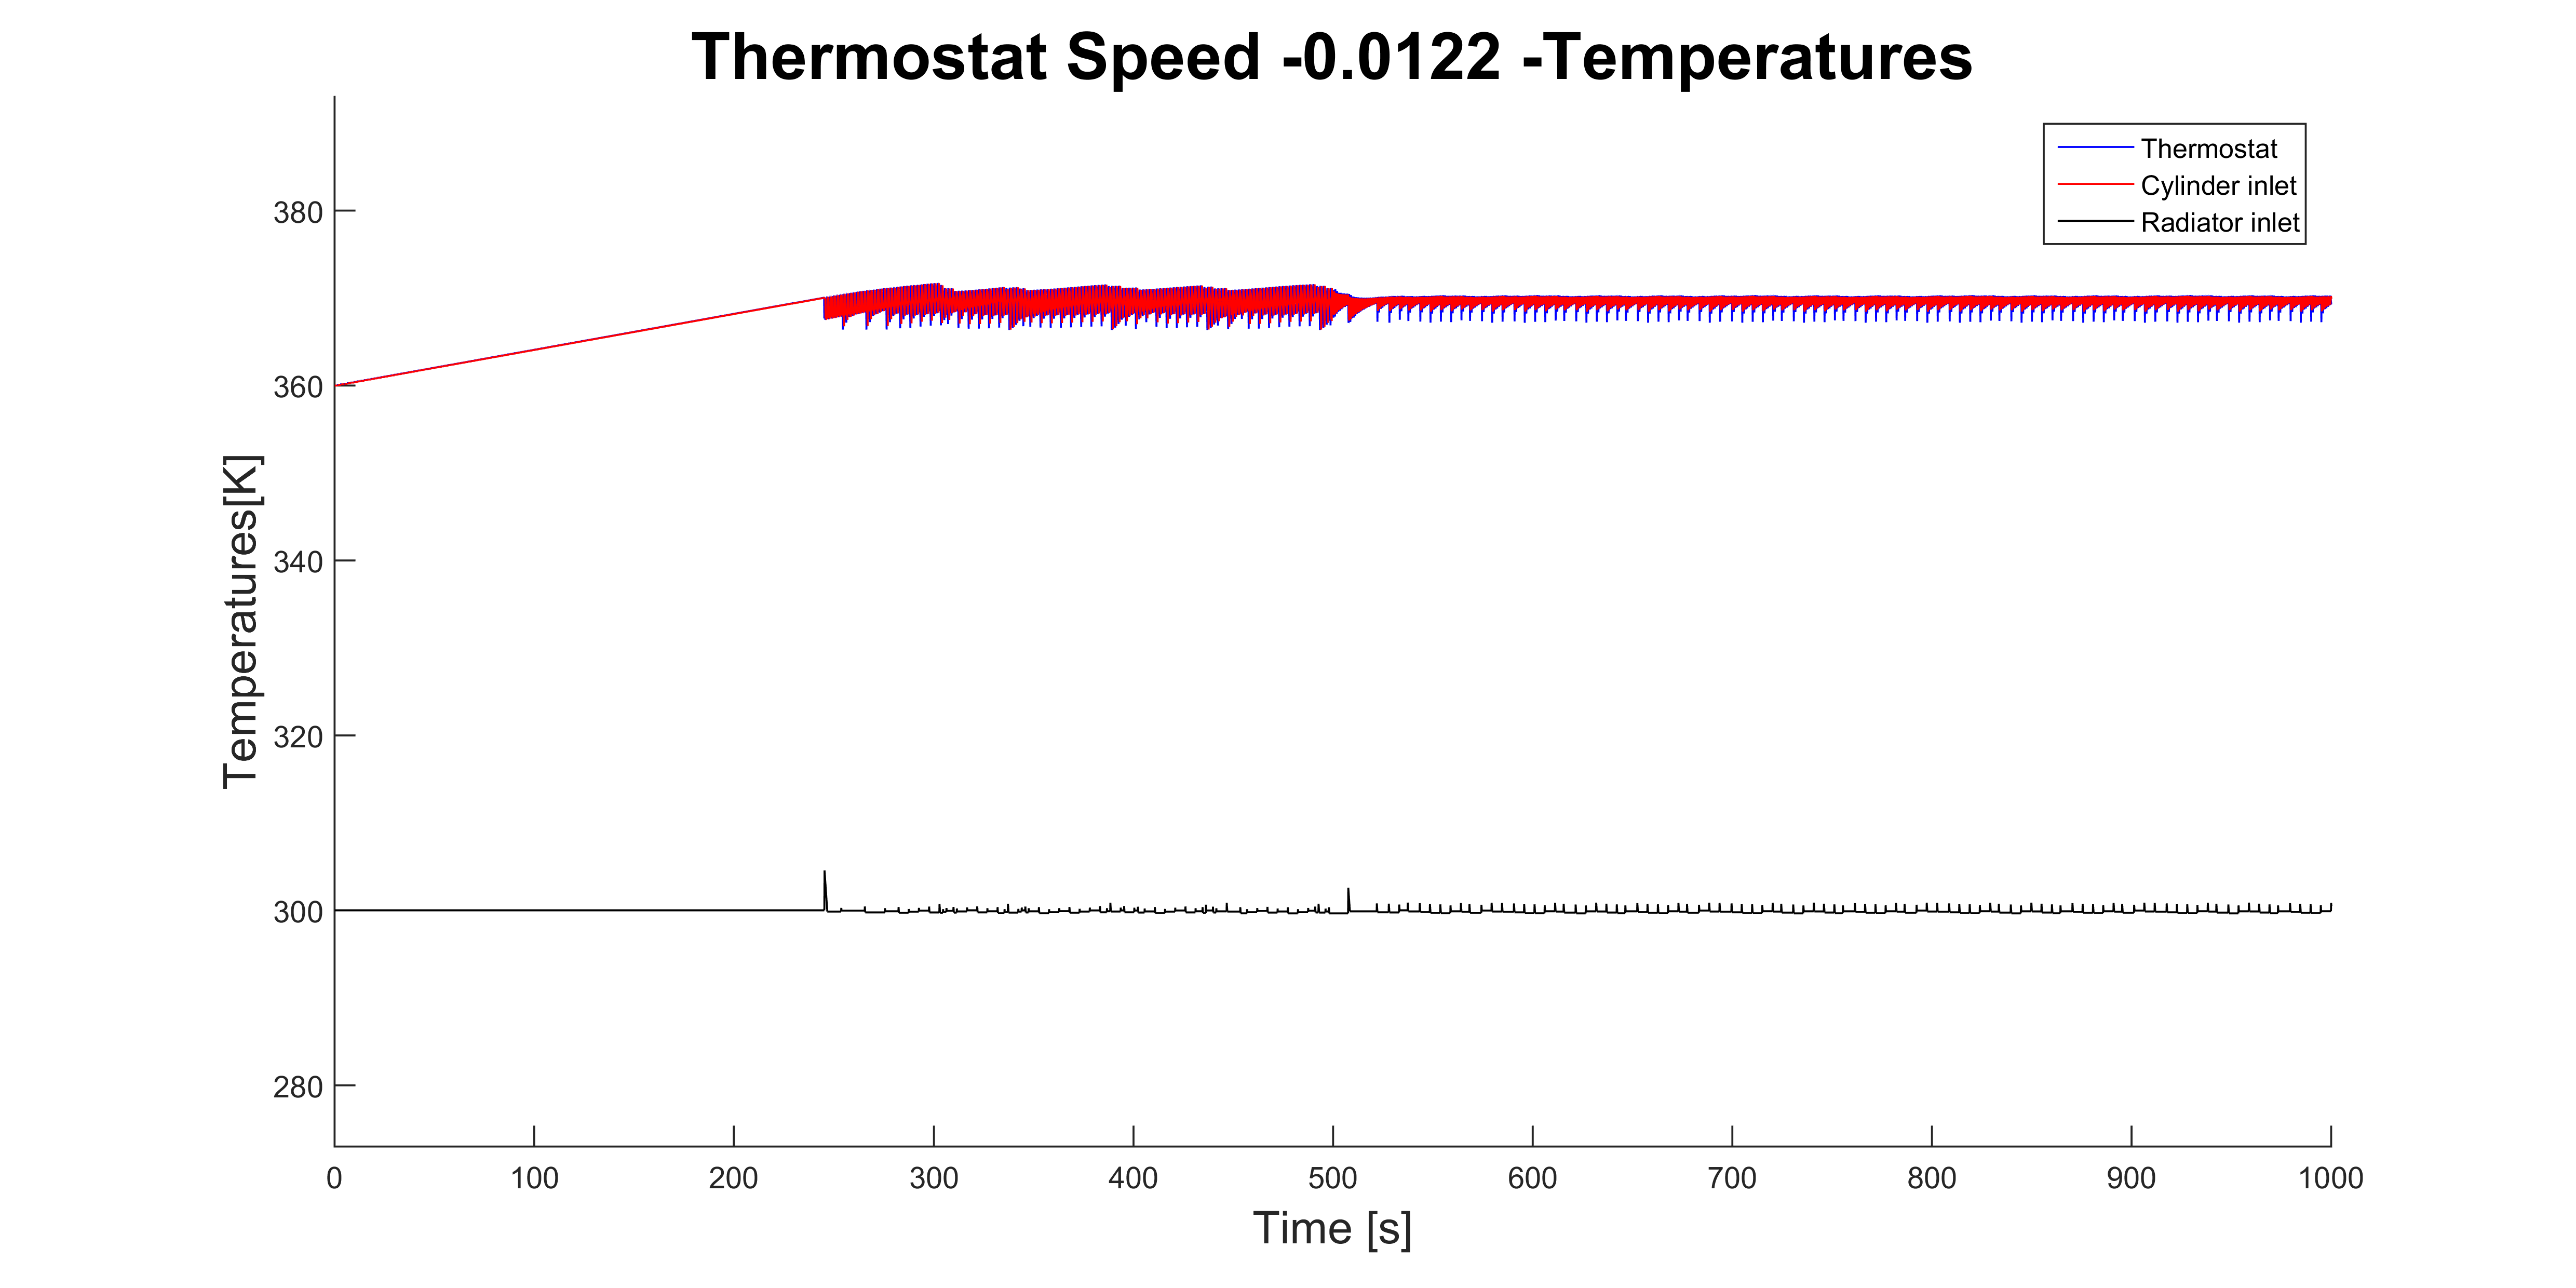 Thermostat Speed -0.0122 -Temperatures
Thermostat
Cylinder inlet
Radiator inlet
Temperatures[K]
380
360
340
320
300
280
0 100 200 300 400 500 600 700 800 900 1000
Time [s]